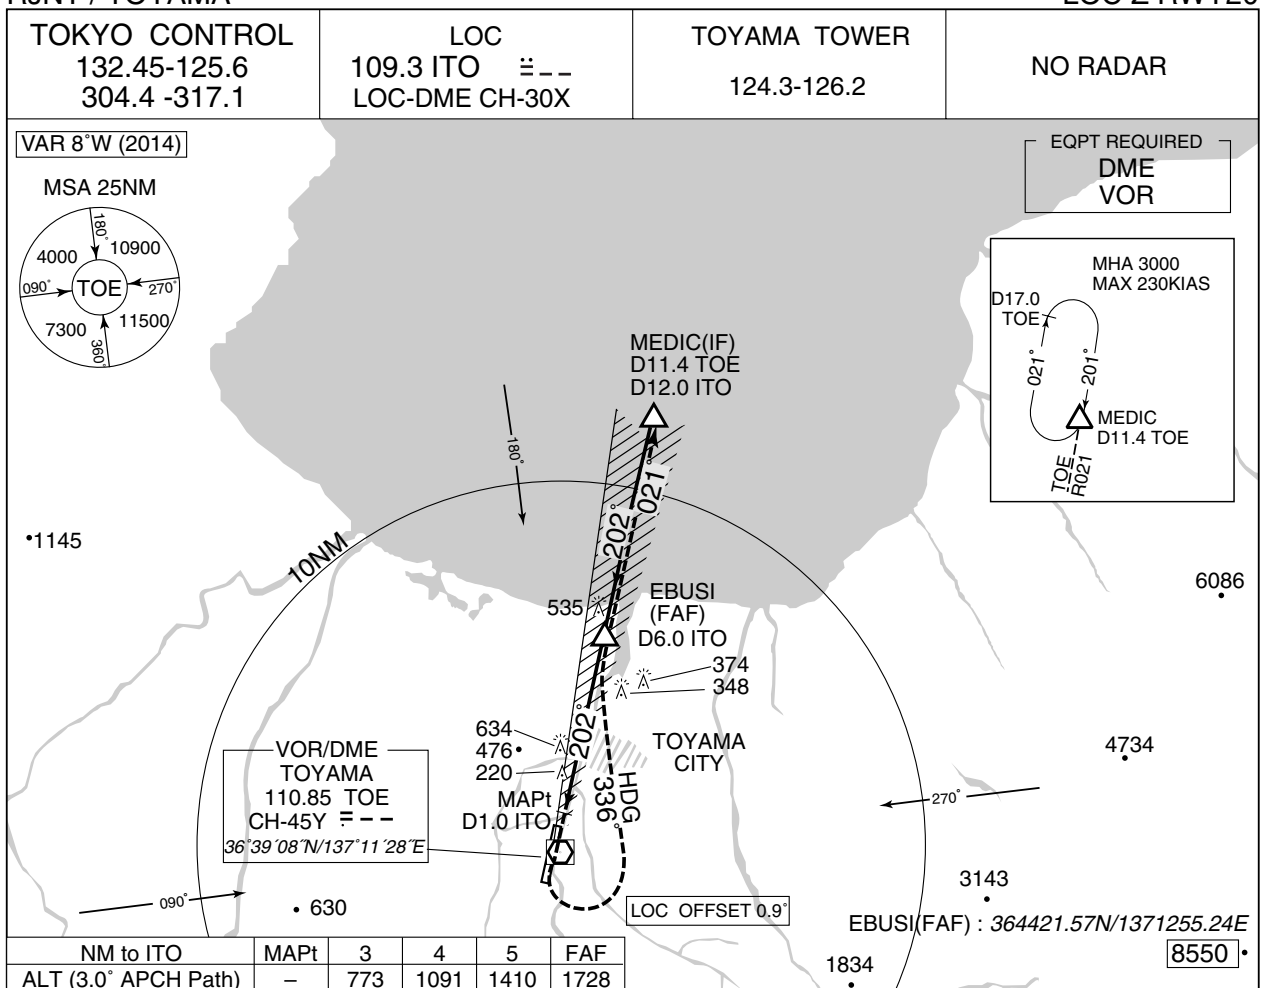 RJNT / TOYAMA
LOC Z RWY20
TOKYO CONTROL
132.45-125.6
304.4 -317.1
LOC
109.3 ITO
LOC-DME CH-30X
TOYAMA TOWER
124.3-126.2
NO RADAR
VAR 8°W (2014)
MSA 25NM
180°
4000
10900
090°
TOE
270°
7300
11500
360°
EQPT REQUIRED
DME
VOR
MHA 3000
MAX 230KIAS
D17.0
TOE
021°
201°
MEDIC
D11.4 TOE
TOE
R021
MEDIC(IF)
D11.4 TOE
D12.0 ITO
180°
021°
202°
10NM
1145
6086
535
EBUSI
(FAF)
D6.0 ITO
374
348
634
476
220
202°
TOYAMA
CITY
4734
HDG
336°
VOR/DME
TOYAMA
110.85 TOE
CH-45Y
36°39´08˝N/137°11´28˝E
MAPt
D1.0 ITO
270°
090°
630
3143
LOC OFFSET 0.9°
EBUSI(FAF) : 364421.57N/1371255.24E
8550
1834
NM to ITO MAPt 3 4 5 FAF
ALT (3.0° APCH Path) – 773 1091 1410 1728